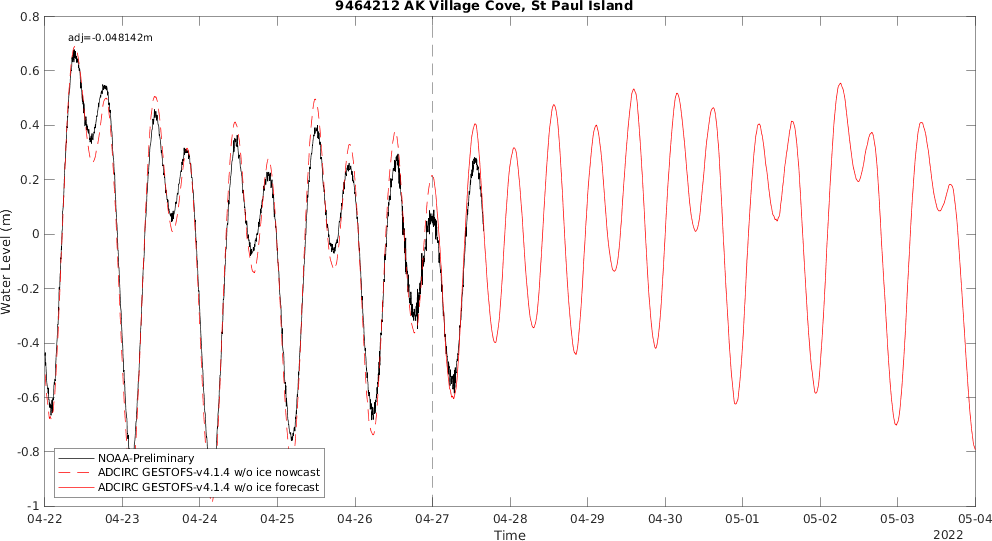 9464212 AK Village Cove, St Paul Island
adj=-0.048142m
Water Level (m)
0.8
0.6
0.4
0.2
0
-0.2
-0.4
-0.6
-0.8
-1
NOAA-Preliminary
ADCIRC GESTOFS-v4.1.4 w/o ice nowcast
ADCIRC GESTOFS-v4.1.4 w/o ice forecast
04-22 04-23 04-24 04-25 04-26 04-27 04-28 04-29 04-30 05-01 05-02 05-03 05-04
Time
2022